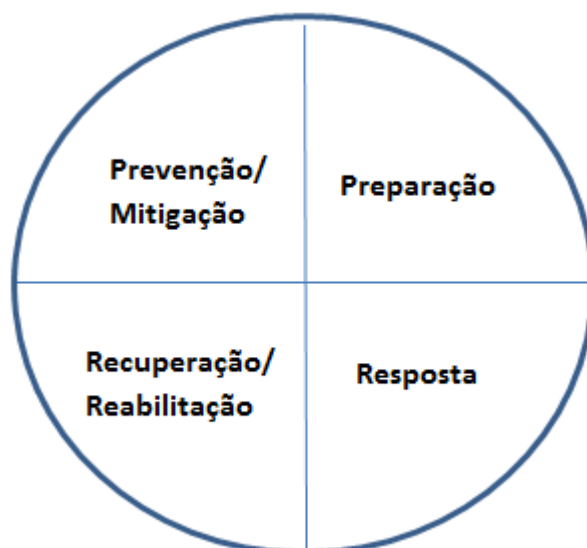 Prevenção/
Mitigação
Preparação
Recuperação/
Reabilitação
Resposta